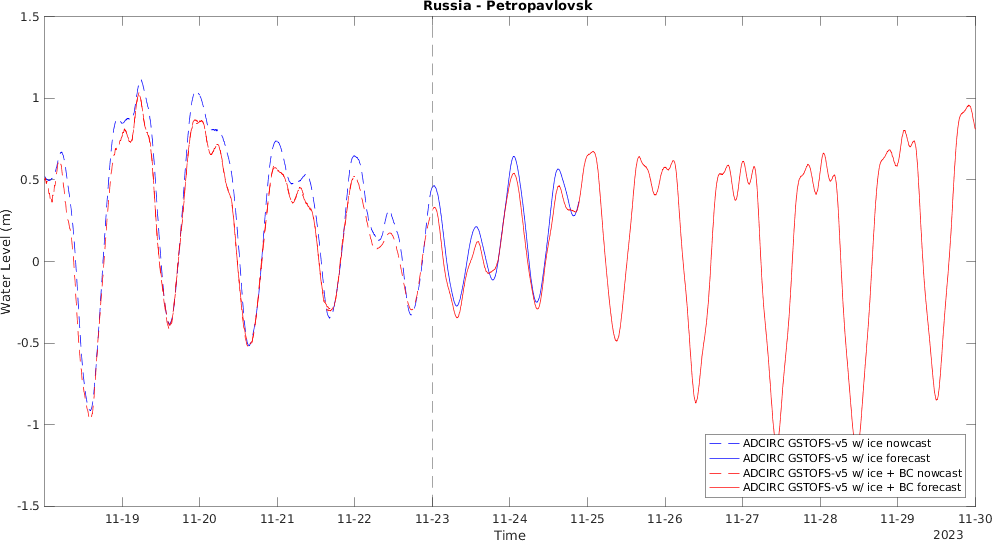 Russia - Petropavlovsk
Water Level (m)
1.5
1
0.5
0
-0.5
-1
-1.5
ADCIRC GSTOFS-v5 w/ ice nowcast
ADCIRC GSTOFS-v5 w/ ice forecast
ADCIRC GSTOFS-v5 w/ ice + BC nowcast
ADCIRC GSTOFS-v5 w/ ice + BC forecast
11-19 11-20 11-21 11-22 11-23 11-24 11-25 11-26 11-27 11-28 11-29 11-30
Time
2023